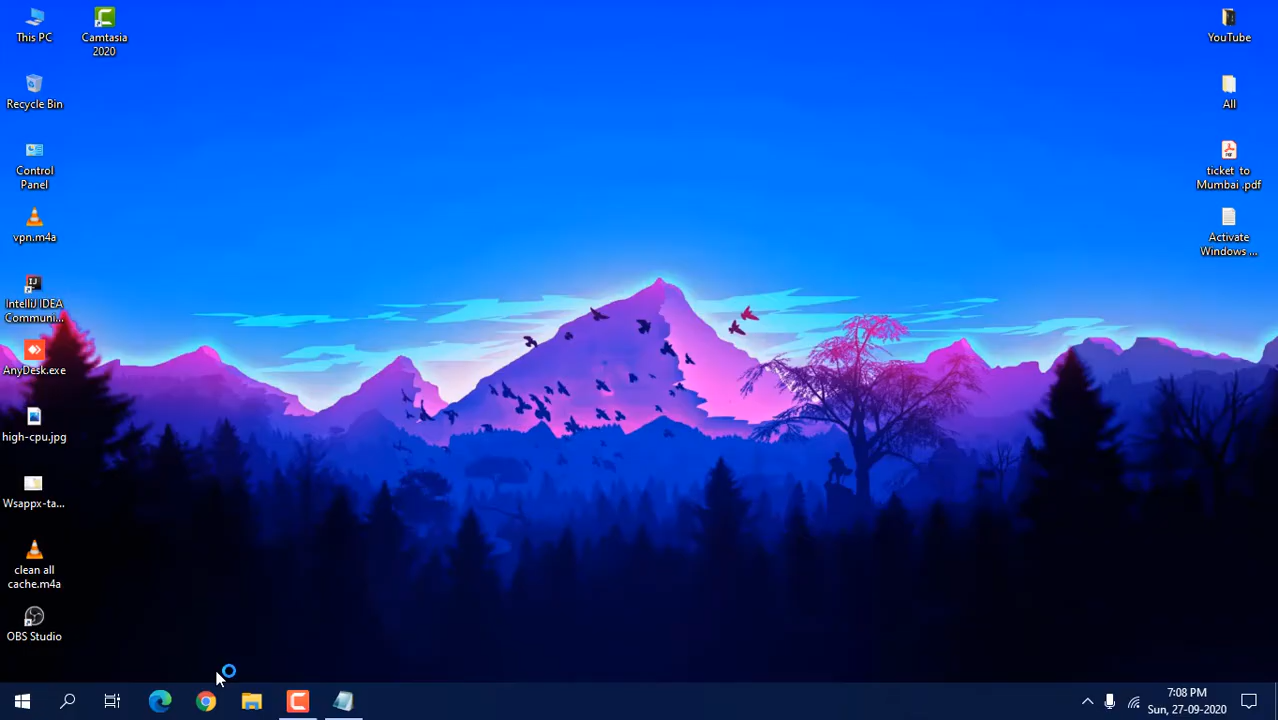 This PC
Camtasia
2020
Recycle Bin
Control
Panel
vpn.m4a
IntelliJ IDEA
Communi...
AnyDesk.exe
high-cpu.jpg
Wsappx-ta...
clean all
cache.m4a
OBS Studio
YouTube
All
ticket to
Mumbai .pdf
Activate
Windows ...
7:08 PM
Sun, 27-09-2020